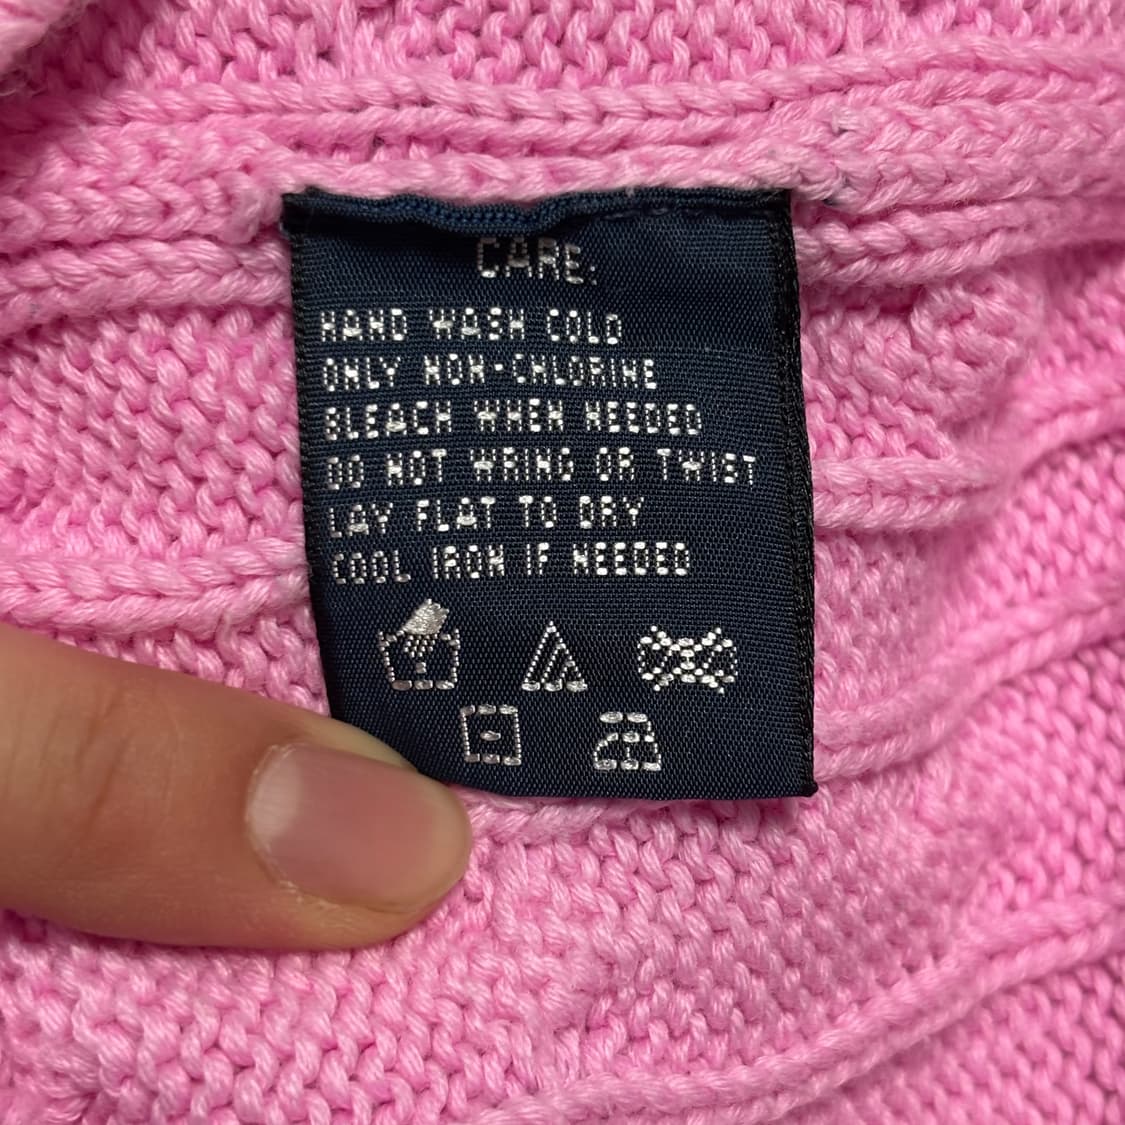 CARE:
HAND WASH COLD
ONLY NON-CHLORINE
BLEACH WHEN NEEDED
DO NOT WRING OR TWIST
LAY FLAT TO DRY
COOL IRON IF NEEDED